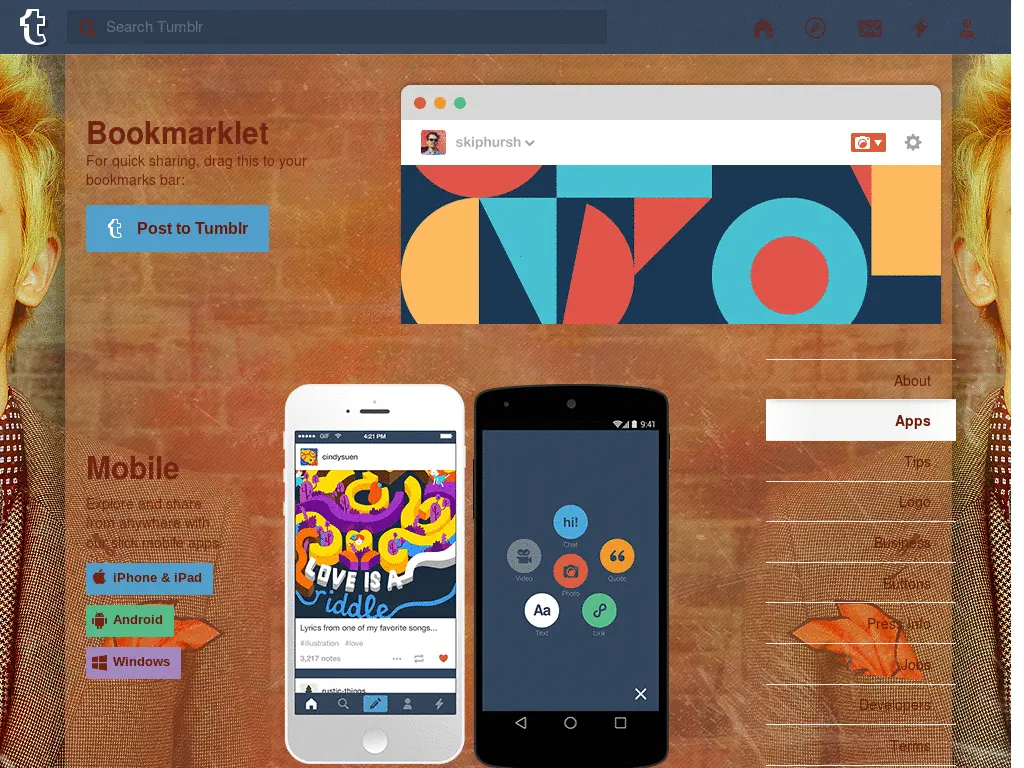 Search Tumblr
Bookmarklet
For quick sharing, drag this to your
bookmarks bar:
Post to Tumblr
skiphursh
About
Apps
Tips
Logo
Business
Buttons
Press Info
Jobs
Developers
Terms
Mobile
Explore and share
from anywhere with
our slick mobile apps
iPhone & iPad
Android
Windows
GIF
4:21 PM
cindysuen
LOVE IS A
riddle
Lyrics from one of my favorite songs...
#illustration #love
3,217 notes
rustic-things
9:41
hi!
Chat
Video
Quote
Photo
Aa
Text
Link